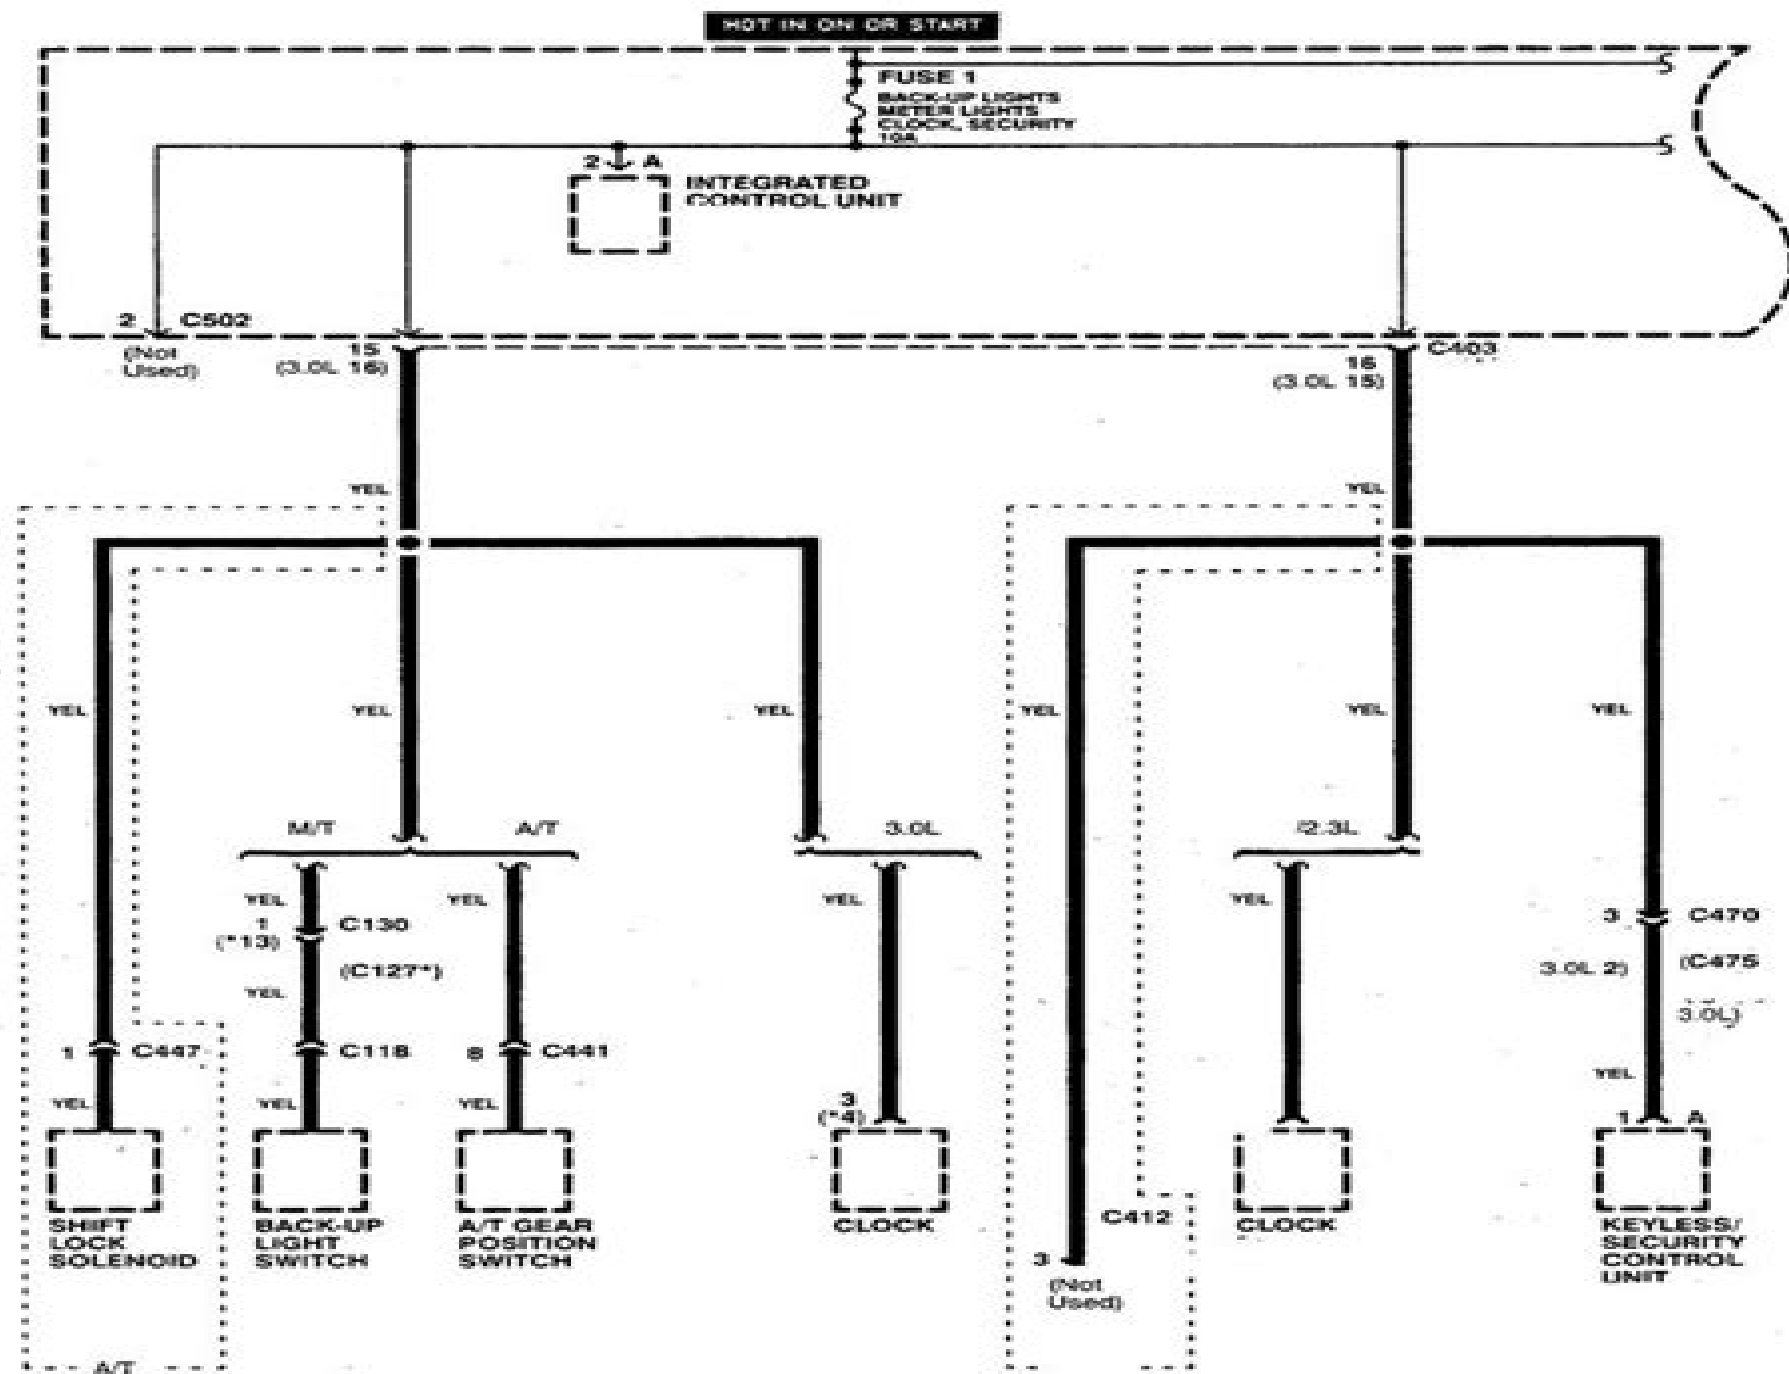 HOT IN ON OR START
FUSE 1
BACK-UP LIGHTS
METER LIGHTS
CLOCK, SECURITY
10A
2 A
INTEGRATED
CONTROL UNIT
2 C502
(Not
Used)
15
(3.0L 16)
C403
16
(3.0L 15)
YEL
YEL
YEL
YEL
YEL
YEL
YEL
YEL
M/T
A/T
3.0L
2.3L
YEL
YEL
YEL
YEL
1
(*13)
C130
(C127*)
3 C470
3.0L 2)
(C475
3.0L)
YEL
1 C447
C118
8 C441
YEL
YEL
YEL
YEL
3
(*4)
1 A
SHIFT
LOCK
SOLENOID
BACK-UP
LIGHT
SWITCH
A/T GEAR
POSITION
SWITCH
CLOCK
C412
3
(Not
Used)
CLOCK
KEYLESS/
SECURITY
CONTROL
UNIT
A/T